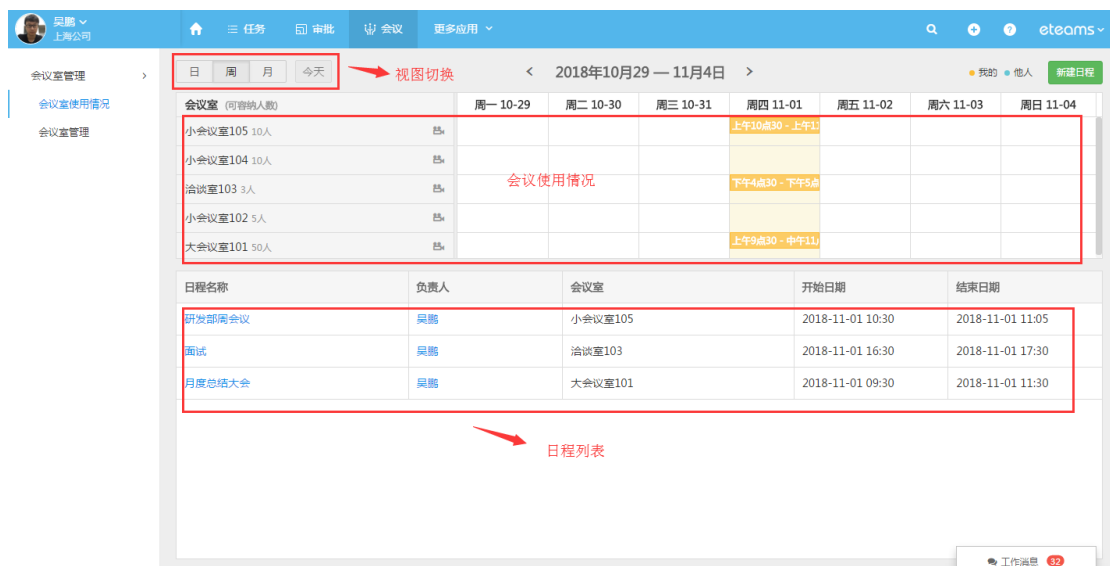 吴鹏
上海公司
任务
审批
会议
更多应用
eteams
会议室管理
会议室使用情况
会议室管理
日 周 月 今天
视图切换
2018年10月29 — 11月4日
我的 他人
新建日程
会议室 (可容纳人数) 周一 10-29 周二 10-30 周三 10-31 周四 11-01 周五 11-02 周六 11-03 周日 11-04
小会议室105 10人 上午10点30 - 上午11
小会议室104 10人
会议使用情况
洽谈室103 3人 下午4点30 - 下午5点
小会议室102 5人
大会议室101 50人 上午9点30 - 中午11
日程名称 负责人 会议室 开始日期 结束日期
研发部周会议 吴鹏 小会议室105 2018-11-01 10:30 2018-11-01 11:05
面试 吴鹏 洽谈室103 2018-11-01 16:30 2018-11-01 17:30
月度总结大会 吴鹏 大会议室101 2018-11-01 09:30 2018-11-01 11:30
日程列表
工作消息 32